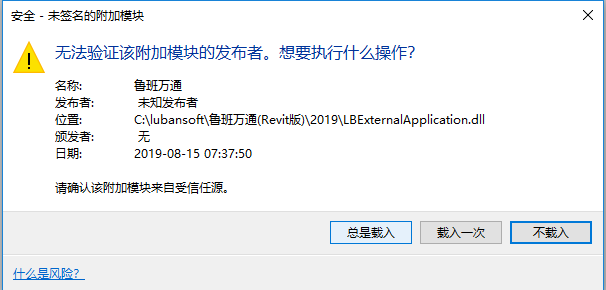 安全 - 未签名的附加模块
无法验证该附加模块的发布者。想要执行什么操作?
名称: 鲁班万通
发布者: 未知发布者
位置: C:\lubansoft\鲁班万通(Revit版)\2019\LBExternalApplication.dll
颁发者: 无
日期: 2019-08-15 07:37:50
请确认该附加模块来自受信任源。
总是载入 载入一次 不载入
什么是风险?